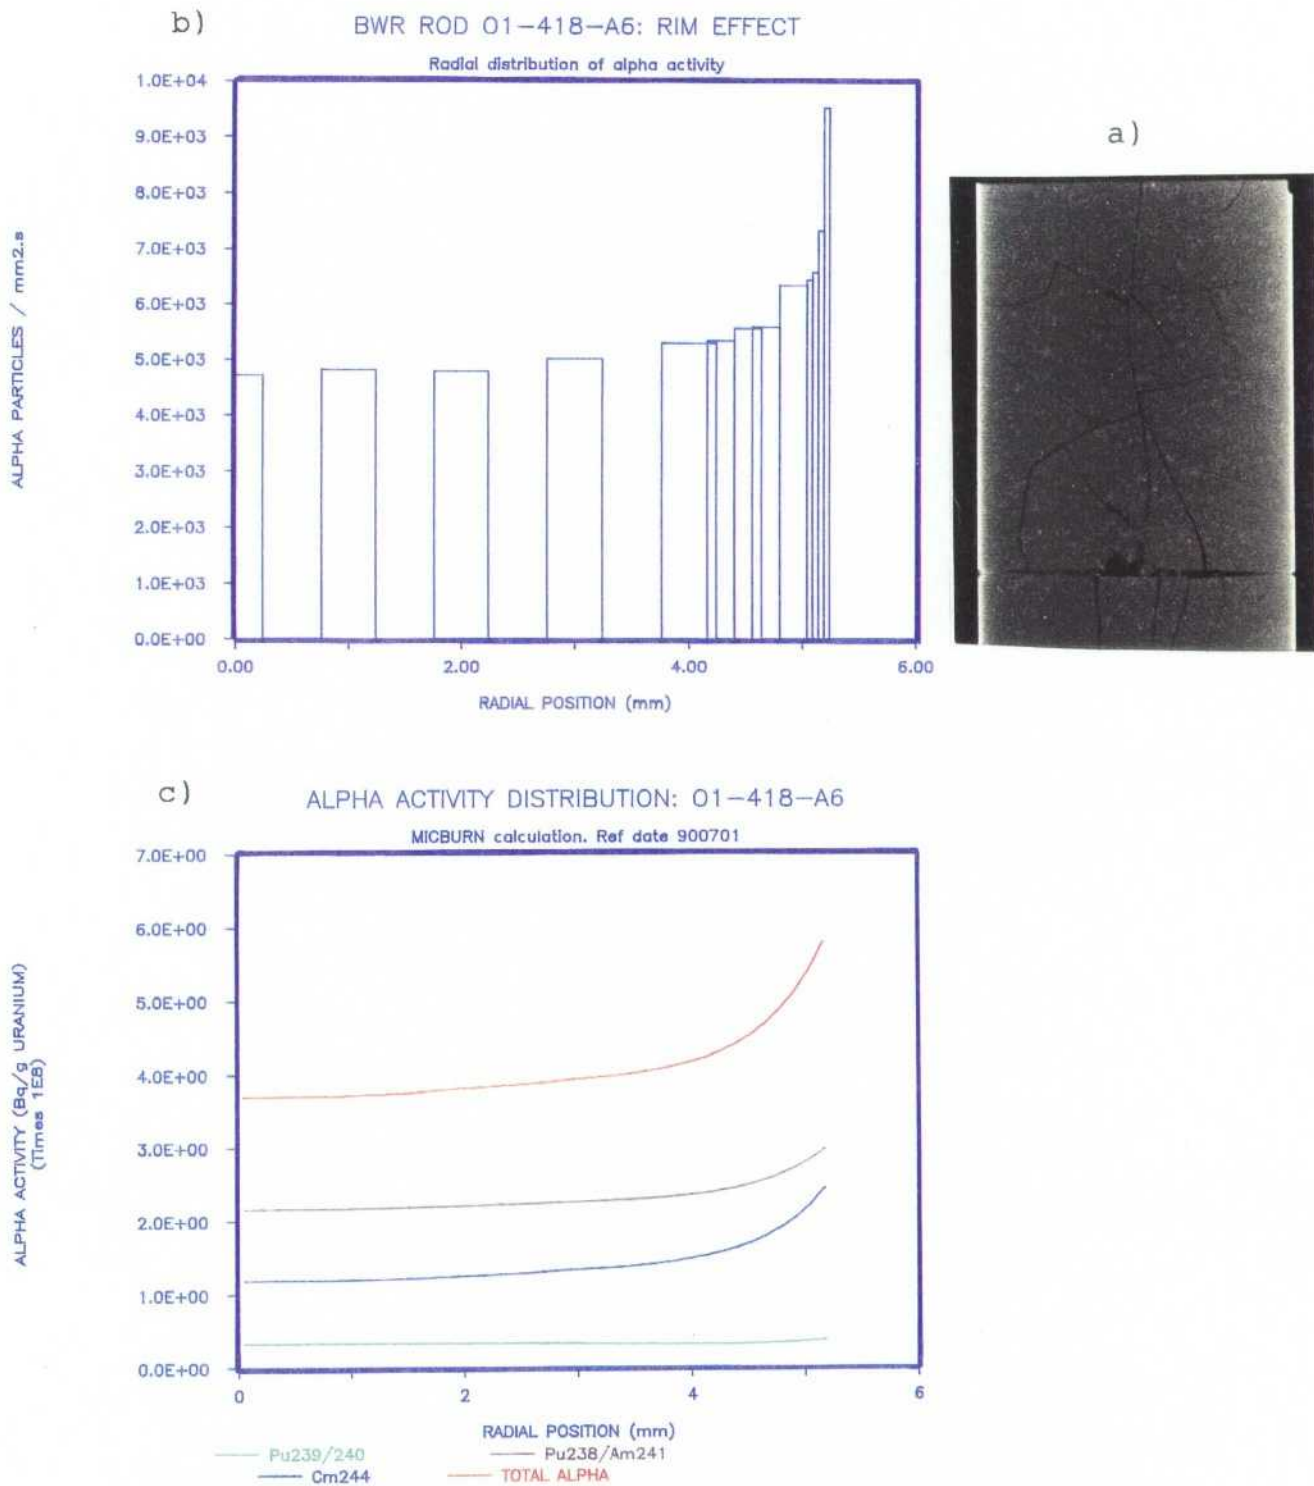 b)
BWR ROD O1-418-A6: RIM EFFECT
Radial distribution of alpha activity
1.0E+04
9.0E+03
8.0E+03
7.0E+03
6.0E+03
5.0E+03
4.0E+03
3.0E+03
2.0E+03
1.0E+03
0.0E+00
ALPHA PARTICLES / mm2.s
0.00 2.00 4.00 6.00
RADIAL POSITION (mm)
a)
c)
ALPHA ACTIVITY DISTRIBUTION: O1-418-A6
MICBURN calculation. Ref date 900701
7.0E+00
6.0E+00
5.0E+00
4.0E+00
3.0E+00
2.0E+00
1.0E+00
0.0E+00
ALPHA ACTIVITY (Bq/g URANIUM)
(Times 1E8)
0 2 4 6
RADIAL POSITION (mm)
Pu239/240 Pu238/Am241
Cm244 TOTAL ALPHA